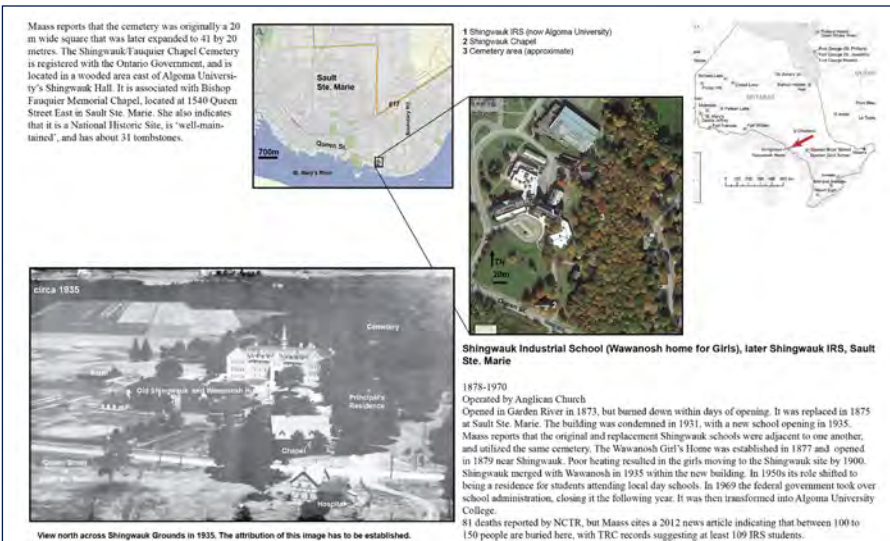 Maass reports that the cemetery was originally a 20
m wide square that was later expanded to 41 by 20
metres. The Shingwauk/Fauquier Chapel Cemetery
is registered with the Ontario Government, and is
located in a wooded area east of Algoma Universi-
ty's Shingwauk Hall. It is associated with Bishop
Fauquier Memorial Chapel, located at 1540 Queen
Street East in Sault Ste. Marie. She also indicates
that it is a National Historic Site, is 'well-main-
tained', and has about 31 tombstones.
A
Sault
Ste. Marie
#17
Boundary Rd.
Queen St.
700m
St. Mary's River
1 Shingwauk IRS (now Algoma University)
2 Shingwauk Chapel
3 Cemetery area (approximate)
3
TN
20m
Queen St.
2
ONTARIO
circa 1935
Cemetery
Barn
Old Shingwauk and Wawanosh
Principal's
Residence
Chapel
Hospital
View north across Shingwauk Grounds in 1935. The attribution of this image has to be established.
Shingwauk Industrial School (Wawanosh home for Girls), later Shingwauk IRS, Sault
Ste. Marie
1878-1970
Operated by Anglican Church
Opened in Garden River in 1873, but burned down within days of opening. It was replaced in 1875
at Sault Ste. Marie. The building was condemned in 1931, with a new school opening in 1935.
Maass reports that the original and replacement Shingwauk schools were adjacent to one another,
and utilized the same cemetery. The Wawanosh Girl's Home was established in 1877 and opened
in 1879 near Shingwauk. Poor heating resulted in the girls moving to the Shingwauk site by 1900.
Shingwauk merged with Wawanosh in 1935 within the new building. In 1950s its role shifted to
being a residence for students attending local day schools. In 1969 the federal government took over
school administration, closing it the following year. It was then transformed into Algoma University
College.
81 deaths reported by NCTR, but Maass cites a 2012 news article indicating that between 100 to
150 people are buried here, with TRC records suggesting at least 109 IRS students.